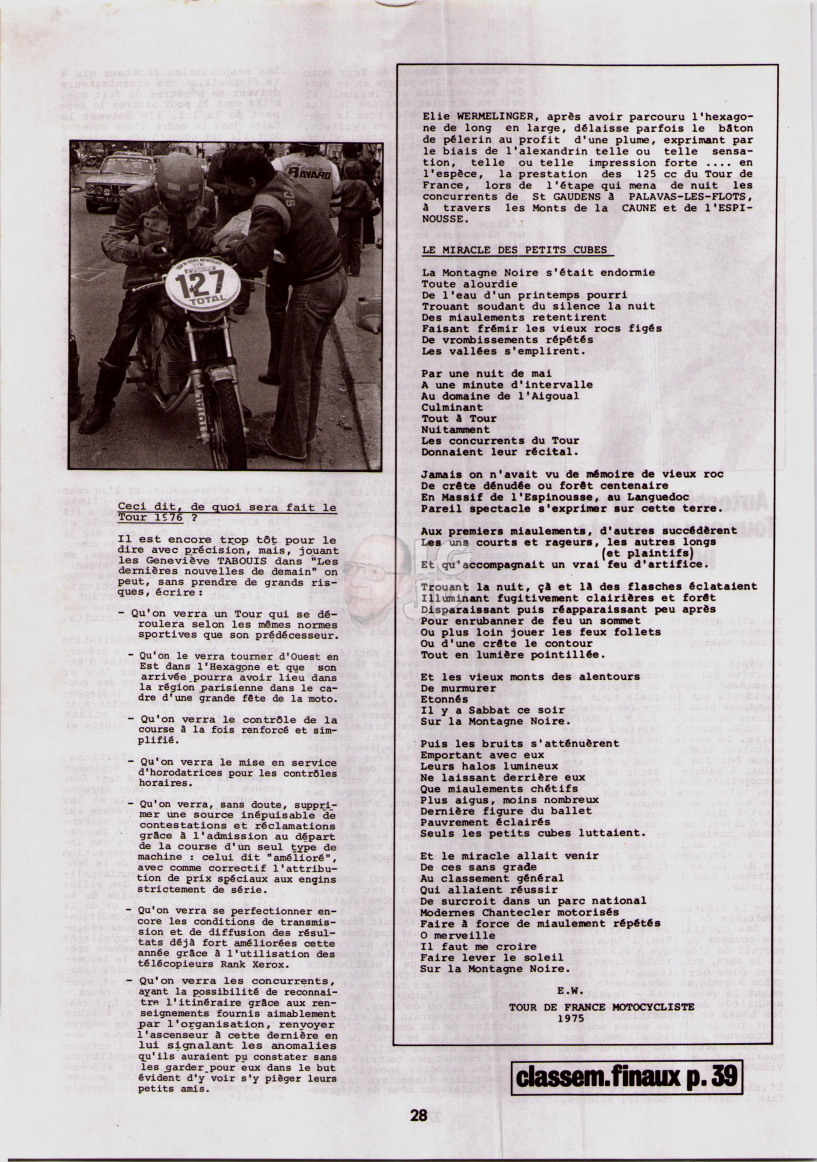 BAYARD
127
TOTAL
TOTAL
Ceci dit, de quoi sera fait le
Tour 1976 ?
Il est encore trop tôt pour le
dire avec précision, mais, jouant
les Geneviève TABOUIS dans "Les
dernières nouvelles de demain" on
peut, sans prendre de grands ris-
ques, écrire :
- Qu'on verra un Tour qui se dé-
roulera selon les mêmes normes
sportives que son prédécesseur.
- Qu'on le verra tourner d'Ouest en
Est dans l'Hexagone et que son
arrivée pourra avoir lieu dans
la région parisienne dans le ca-
dre d'une grande fête de la moto.
- Qu'on verra le contrôle de la
course à la fois renforcé et sim-
plifié.
- Qu'on verra le mise en service
d'horodatrices pour les contrôles
horaires.
- Qu'on verra, sans doute, suppri-
mer une source inépuisable de
contestations et réclamations
grâce à l'admission au départ
de la course d'un seul type de
machine : celui dit "amélioré",
avec comme correctif l'attribu-
tion de prix spéciaux aux engins
strictement de série.
- Qu'on verra se perfectionner en-
core les conditions de transmis-
sion et de diffusion des résul-
tats déjà fort améliorées cette
année grâce à l'utilisation des
télécopieurs Rank Xerox.
- Qu'on verra les concurrents,
ayant la possibilité de reconnai-
tre l'itinéraire grâce aux ren-
seignements fournis aimablement
par l'organisation, renvoyer
l'ascenseur à cette dernière en
lui signalant les anomalies
qu'ils auraient pu constater sans
les garder pour eux dans le but
évident d'y voir s'y pièger leurs
petits amis.
Elie WERMELINGER, après avoir parcouru l'hexago-
ne de long en large, délaisse parfois le bâton
de pélerin au profit d'une plume, exprimant par
le biais de l'alexandrin telle ou telle sensa-
tion, telle ou telle impression forte .... en
l'espèce, la prestation des 125 cc du Tour de
France, lors de l'étape qui mena de nuit les
concurrents de St GAUDENS à PALAVAS-LES-FLOTS,
à travers les Monts de la CAUNE et de l'ESPI-
NOUSSE.
LE MIRACLE DES PETITS CUBES
La Montagne Noire s'était endormie
Toute alourdie
De l'eau d'un printemps pourri
Trouant soudant du silence la nuit
Des miaulements retentirent
Faisant frémir les vieux rocs figés
De vrombissements répétés
Les vallées s'emplirent.
Par une nuit de mai
A une minute d'intervalle
Au domaine de l'Aigoual
Culminant
Tout à Tour
Nuitamment
Les concurrents du Tour
Donnaient leur récital.
Jamais on n'avait vu de mémoire de vieux roc
De crête dénudée ou forêt centenaire
En Massif de l'Espinousse, au Languedoc
Pareil spectacle s'exprimer sur cette terre.
Aux premiers miaulements, d'autres succédèrent
Les uns courts et rageurs, les autres longs
(et plaintifs)
Et qu'accompagnait un vrai feu d'artifice.
Trouant la nuit, çà et là des flasches éclataient
Illuminant fugitivement clairières et forêt
Disparaissant puis réapparaissant peu après
Pour enrubanner de feu un sommet
Ou plus loin jouer les feux follets
Ou d'une crête le contour
Tout en lumière pointillée.
Et les vieux monts des alentours
De murmurer
Etonnés
Il y a Sabbat ce soir
Sur la Montagne Noire.
Puis les bruits s'atténuèrent
Emportant avec eux
Leurs halos lumineux
Ne laissant derrière eux
Que miaulements chétifs
Plus aigus, moins nombreux
Dernière figure du ballet
Pauvrement éclairés
Seuls les petits cubes luttaient.
Et le miracle allait venir
De ces sans grade
Au classement général
Qui allaient réussir
De surcroit dans un parc national
Modernes Chantecler motorisés
Faire à force de miaulement répétés
O merveille
Il faut me croire
Faire lever le soleil
Sur la Montagne Noire.
E.W.
TOUR DE FRANCE MOTOCYCLISTE
1975
classem.finaux p. 39
28